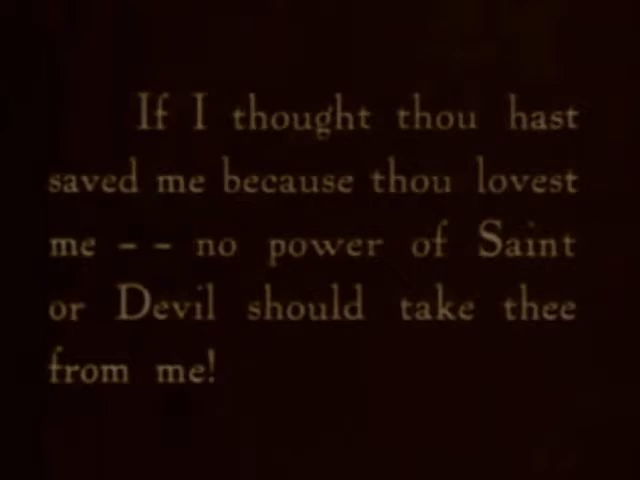 If I thought thou hast
saved me because thou lovest
me -- no power of Saint
or Devil should take thee
from me!